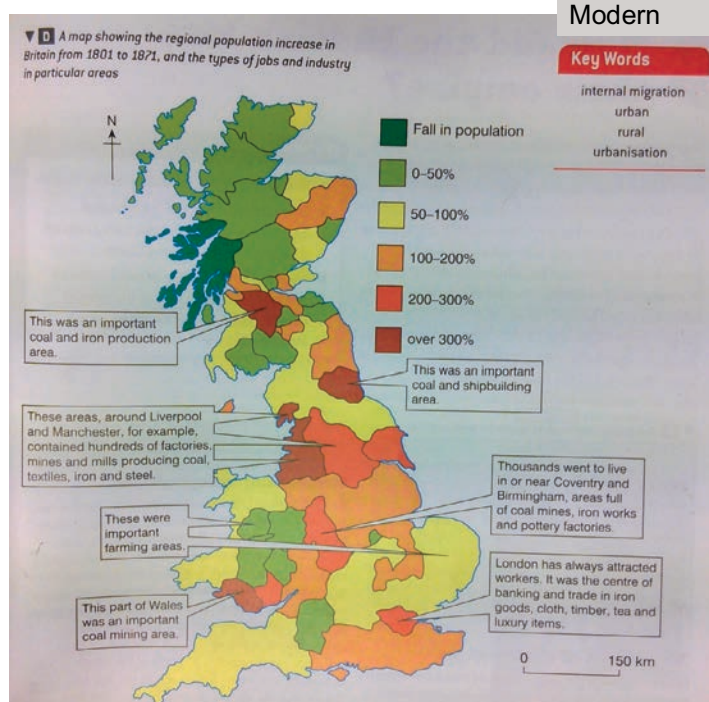 Modern
▼ D A map showing the regional population increase in
Britain from 1801 to 1871, and the types of jobs and industry
in particular areas
Key Words
internal migration
urban
rural
urbanisation
N
Fall in population
0–50%
50–100%
100–200%
200–300%
over 300%
This was an important
coal and iron production
area.
This was an important
coal and shipbuilding
area.
These areas, around Liverpool
and Manchester, for example,
contained hundreds of factories,
mines and mills producing coal,
textiles, iron and steel.
Thousands went to live
in or near Coventry and
Birmingham, areas full
of coal mines, iron works
and pottery factories.
These were
important
farming areas.
London has always attracted
workers. It was the centre of
banking and trade in iron
goods, cloth, timber, tea and
luxury items.
This part of Wales
was an important
coal mining area.
0 150 km